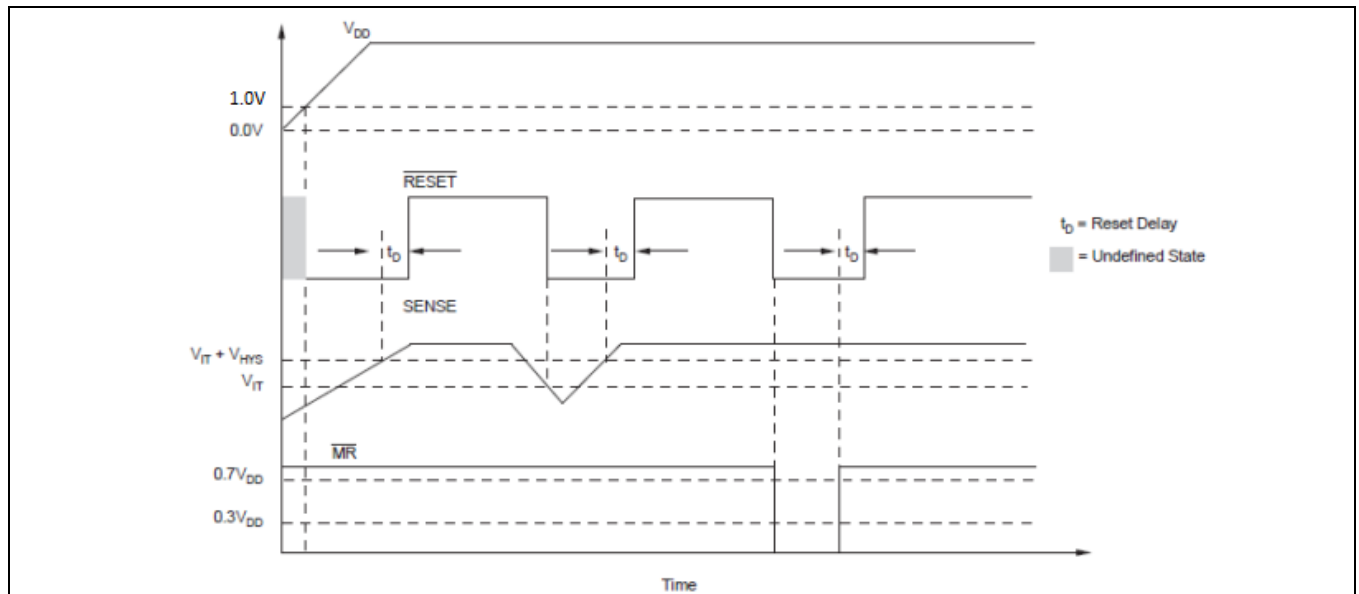 VDD
1.0V
0.0V
RESET
tD
tD
tD
tD = Reset Delay
= Undefined State
SENSE
VIT + VHYS
VIT
MR
0.7VDD
0.3VDD
Time